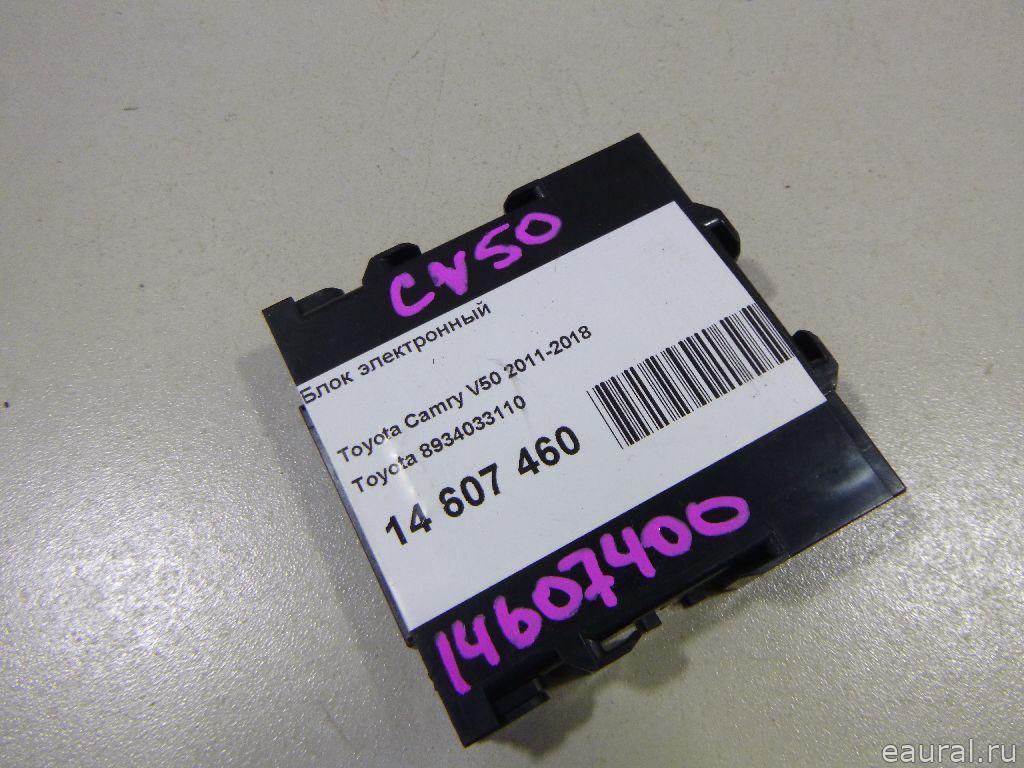 CV50
Блок электронный
Toyota Camry V50 2011-2018
Toyota 8934033110
14 607 460
14607400
eaural.ru